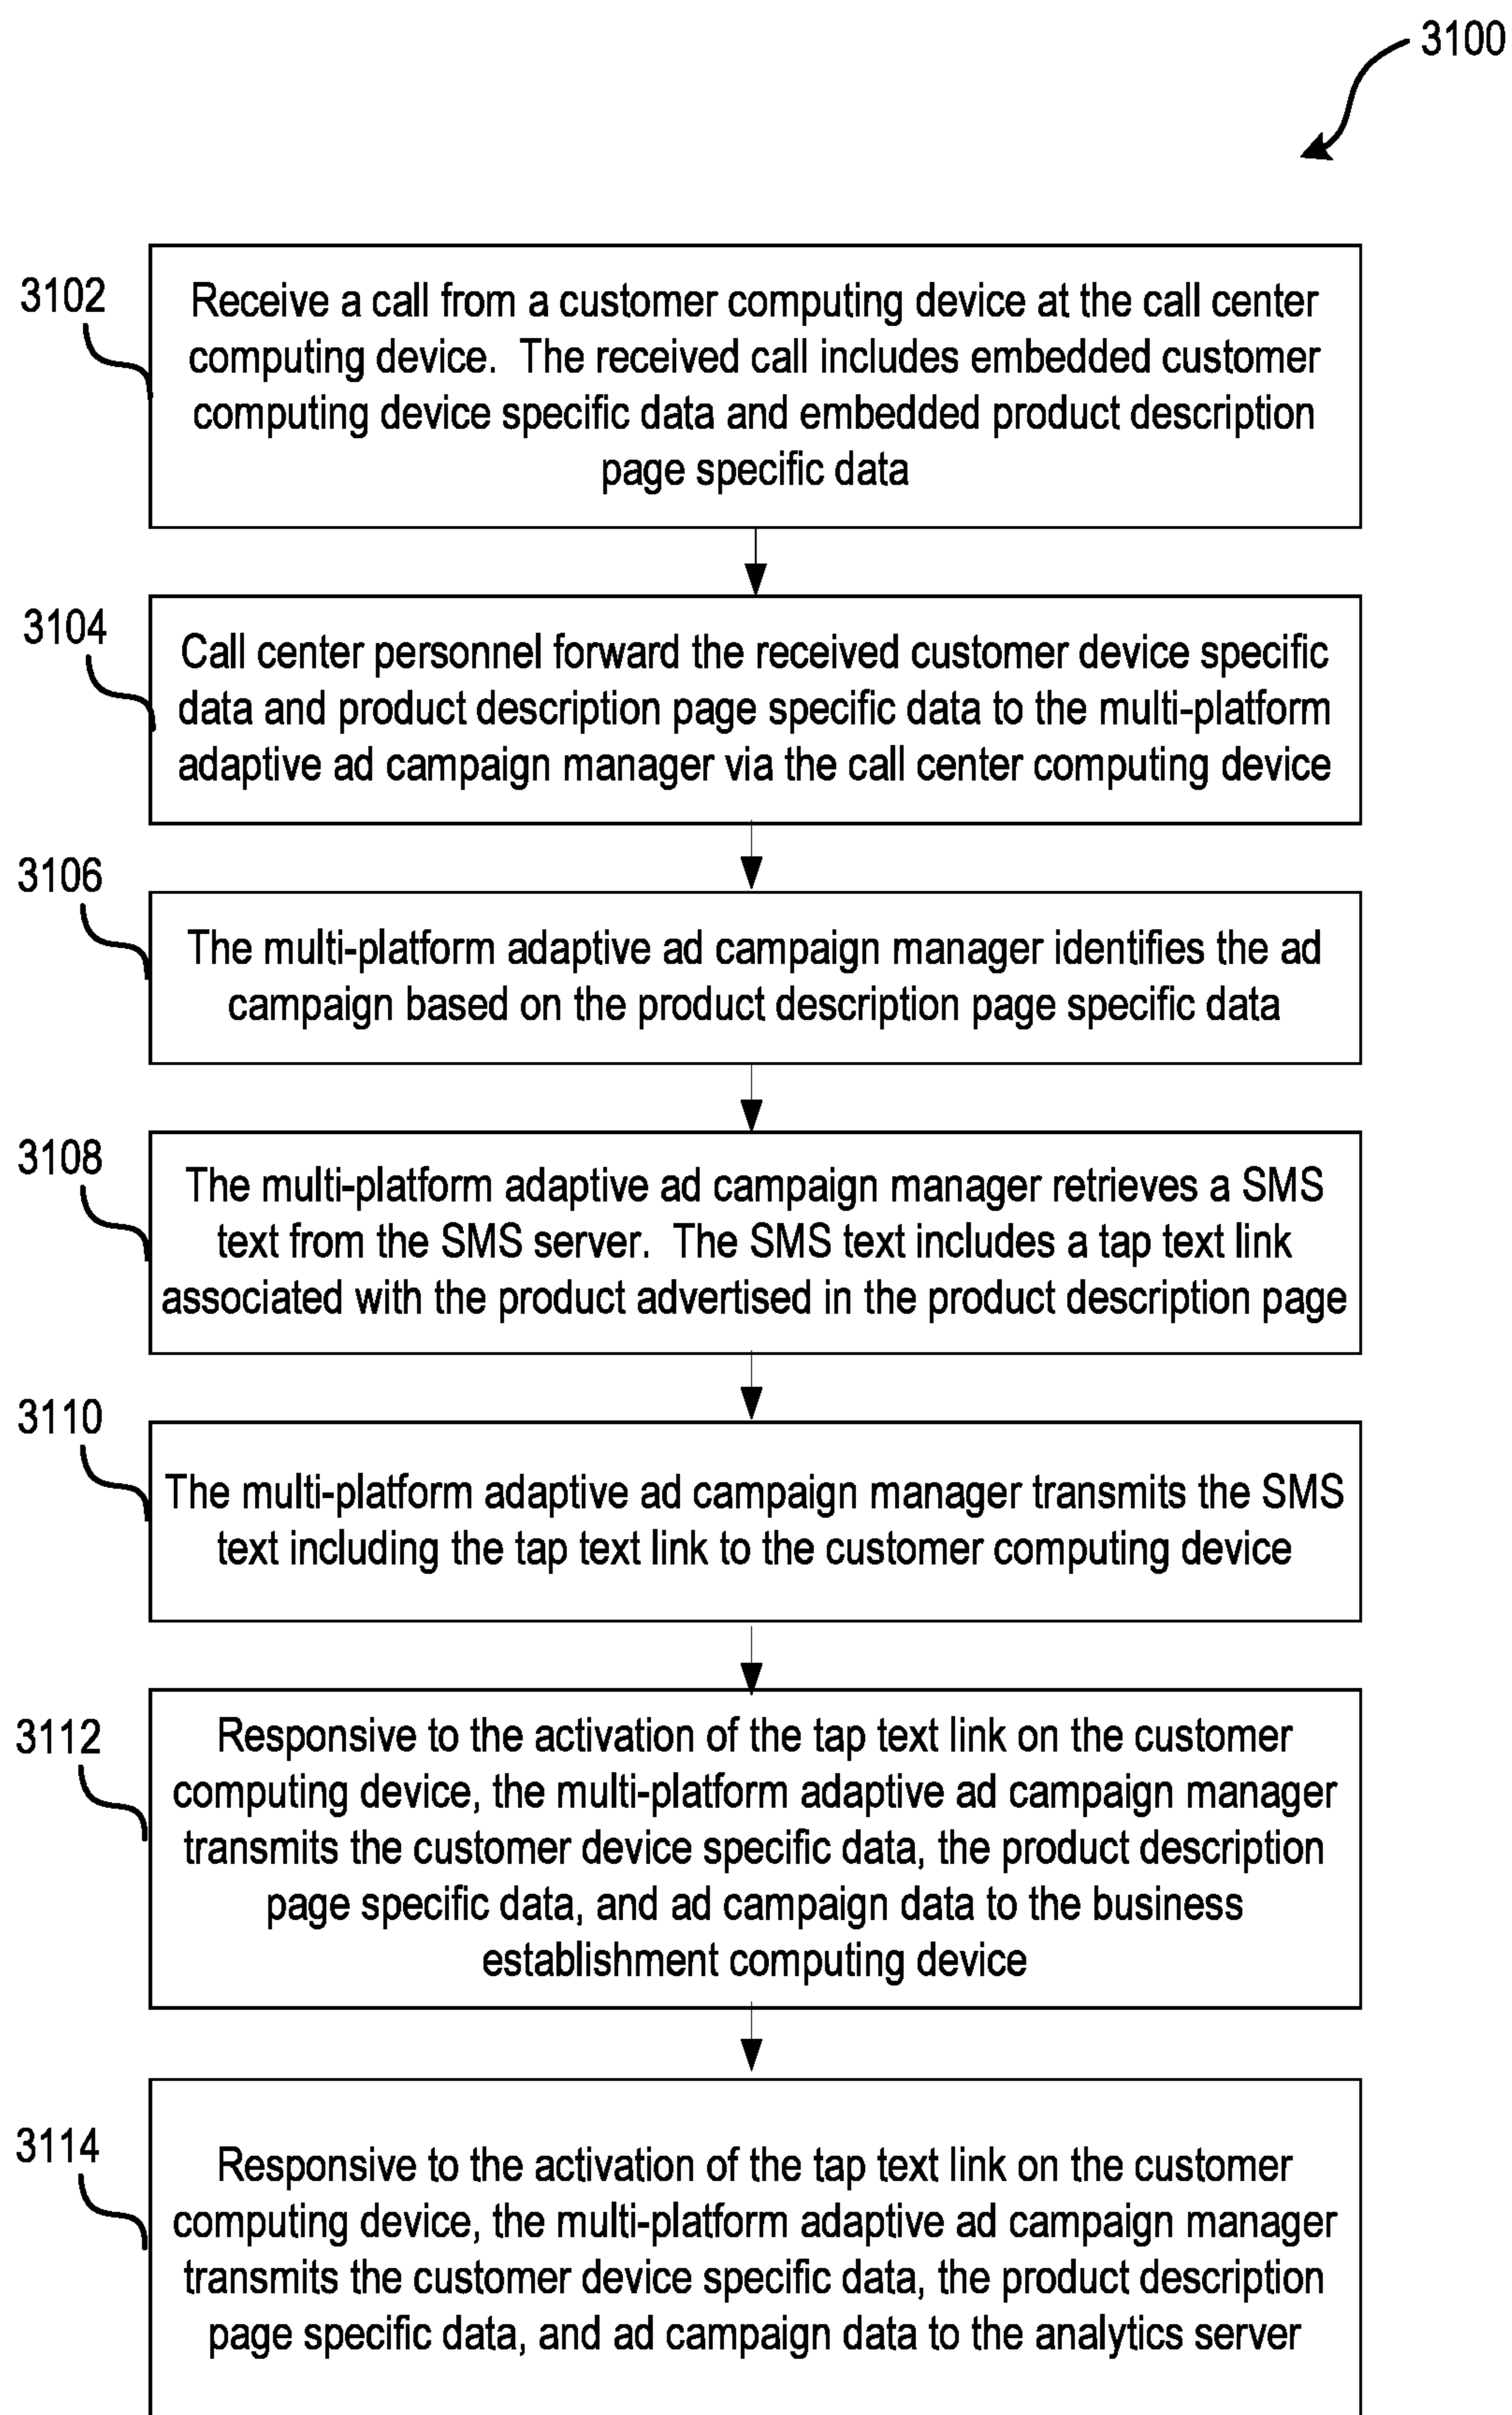 3100
3102
Receive a call from a customer computing device at the call center
computing device. The received call includes embedded customer
computing device specific data and embedded product description
page specific data
3104
Call center personnel forward the received customer device specific
data and product description page specific data to the multi-platform
adaptive ad campaign manager via the call center computing device
3106
The multi-platform adaptive ad campaign manager identifies the ad
campaign based on the product description page specific data
3108
The multi-platform adaptive ad campaign manager retrieves a SMS
text from the SMS server. The SMS text includes a tap text link
associated with the product advertised in the product description page
3110
The multi-platform adaptive ad campaign manager transmits the SMS
text including the tap text link to the customer computing device
3112
Responsive to the activation of the tap text link on the customer
computing device, the multi-platform adaptive ad campaign manager
transmits the customer device specific data, the product description
page specific data, and ad campaign data to the business
establishment computing device
3114
Responsive to the activation of the tap text link on the customer
computing device, the multi-platform adaptive ad campaign manager
transmits the customer device specific data, the product description
page specific data, and ad campaign data to the analytics server